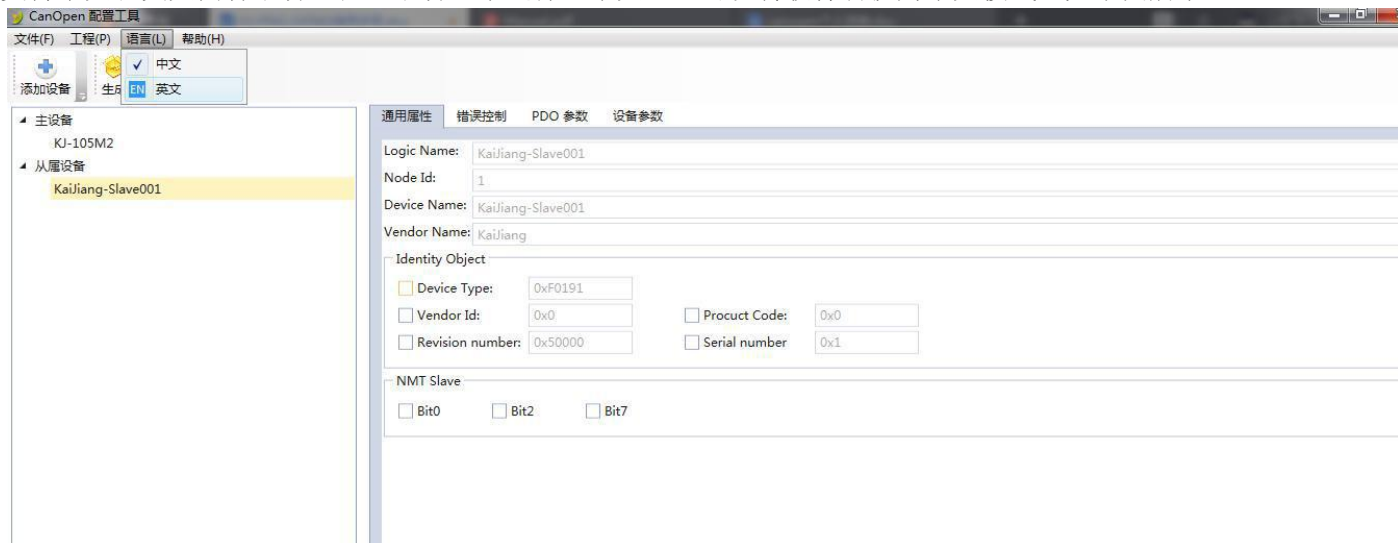 CanOpen 配置工具
文件(F) 工程(P) 语言(L) 帮助(H)
中文
添加设备
EN 英文
主设备
KJ-105M2
从属设备
KaiJiang-Slave001
通用属性 错误控制 PDO 参数 设备参数
Logic Name: KaiJiang-Slave001
Node Id: 1
Device Name: KaiJiang-Slave001
Vendor Name: KaiJiang
Identity Object
Device Type: 0xF0191
Vendor Id: 0x0 Procuct Code: 0x0
Revision number: 0x50000 Serial number 0x1
NMT Slave
Bit0 Bit2 Bit7